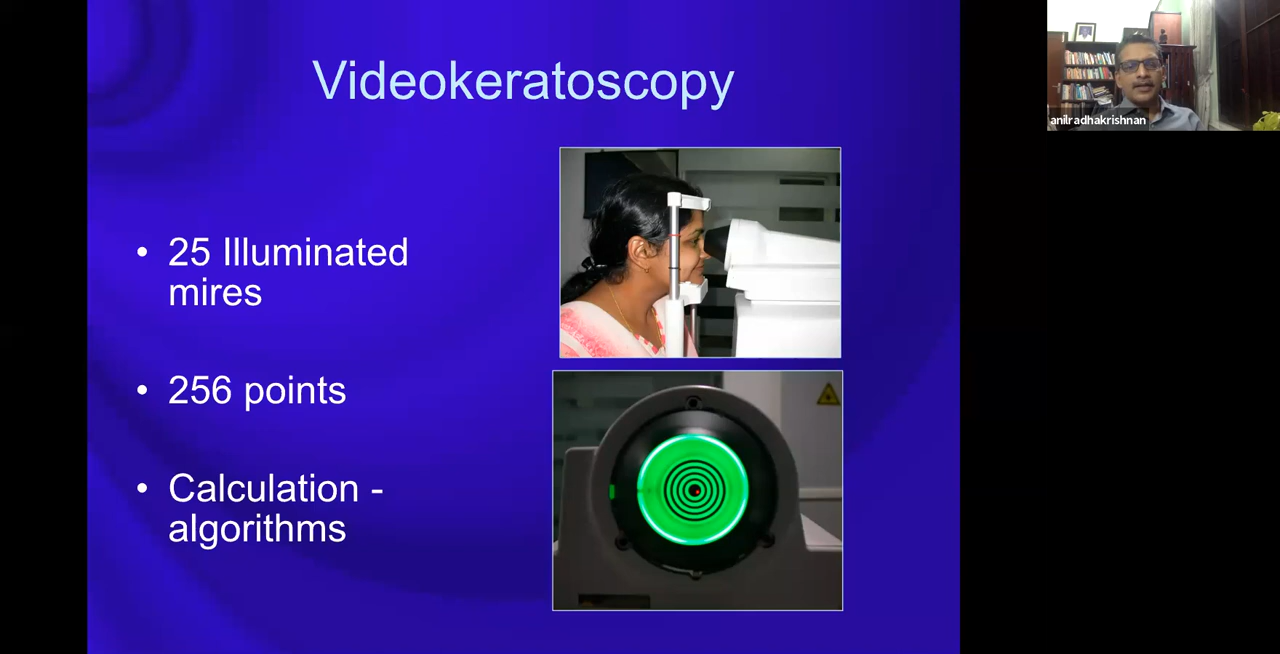 Videokeratoscopy
• 25 Illuminated
mires
• 256 points
• Calculation -
algorithms
anilradhakrishnan